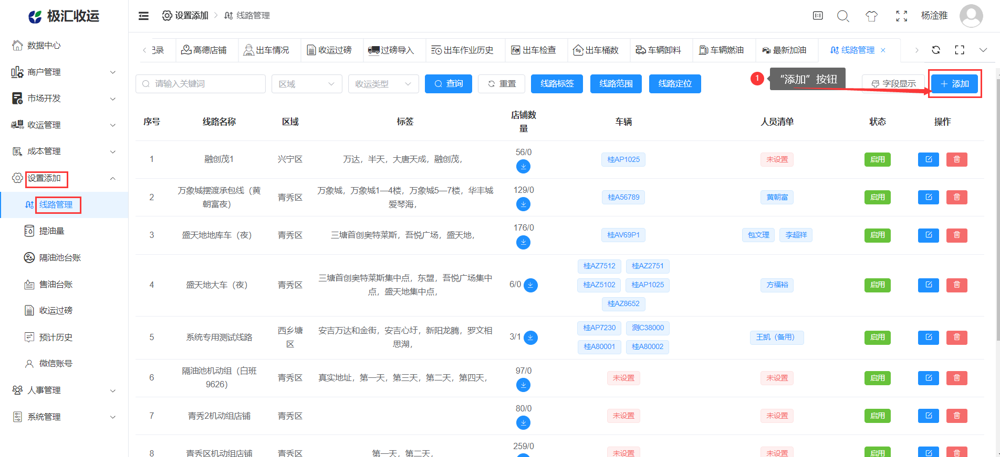 极汇收运
设置添加 > 线路管理
杨淦雅
数据中心
商户管理
市场开发
收运管理
成本管理
设置添加
线路管理
提油量
隔油池台账
售油台账
收运过磅
预计历史
微信账号
人事管理
系统管理
高德店铺 出车情况 收运过磅 过磅导入 出车作业历史 出车检查 出车桶数 车辆卸料 车辆燃油 最新加油 线路管理 ×
请输入关键词 区域 收运类型 查询 重置 线路标签 线路范围 线路定位 1 “添加”按钮 字段显示 + 添加
序号 线路名称 区域 标签 店铺数
量 车辆 人员清单 状态 操作
1 融创茂1 兴宁区 万达，半天，大唐天成，融创茂， 56/0 桂AP1025 未设置 启用
2 万象城摆渡承包线（黄
朝富夜） 青秀区 万象城，万象城1—4楼，万象城5—7楼，华丰城
爱琴海， 129/0 桂A56789 黄朝富 启用
3 盛天地地库车（夜） 青秀区 三塘首创奥特莱斯，吾悦广场，盛天地， 176/0 桂AV69P1 包文理 李超祥 启用
4 盛天地大车（夜） 青秀区 三塘首创奥特莱斯集中点，东盟，吾悦广场集中
点，盛天地集中点， 6/0 桂AZ7512 桂AZ2751
桂AZ5102 桂AP1025
桂AZ8652 方福裕 启用
5 系统专用测试线路 西乡塘
区 安吉万达和金街，安吉心圩，新阳龙腾，罗文相
思湖， 3/1 桂AP7230 测C38000
桂A80001 桂A80002 王凯（备用） 启用
6 隔油池机动组（白班
9626） 青秀区 真实地址，第一天，第三天，第二天，第四天， 97/0 未设置 未设置 启用
7 青秀2机动组店铺 青秀区 80/0 未设置 未设置 启用
8 青秀区机动组店铺 青秀区 第一天，第二天， 259/0 未设置 未设置 启用